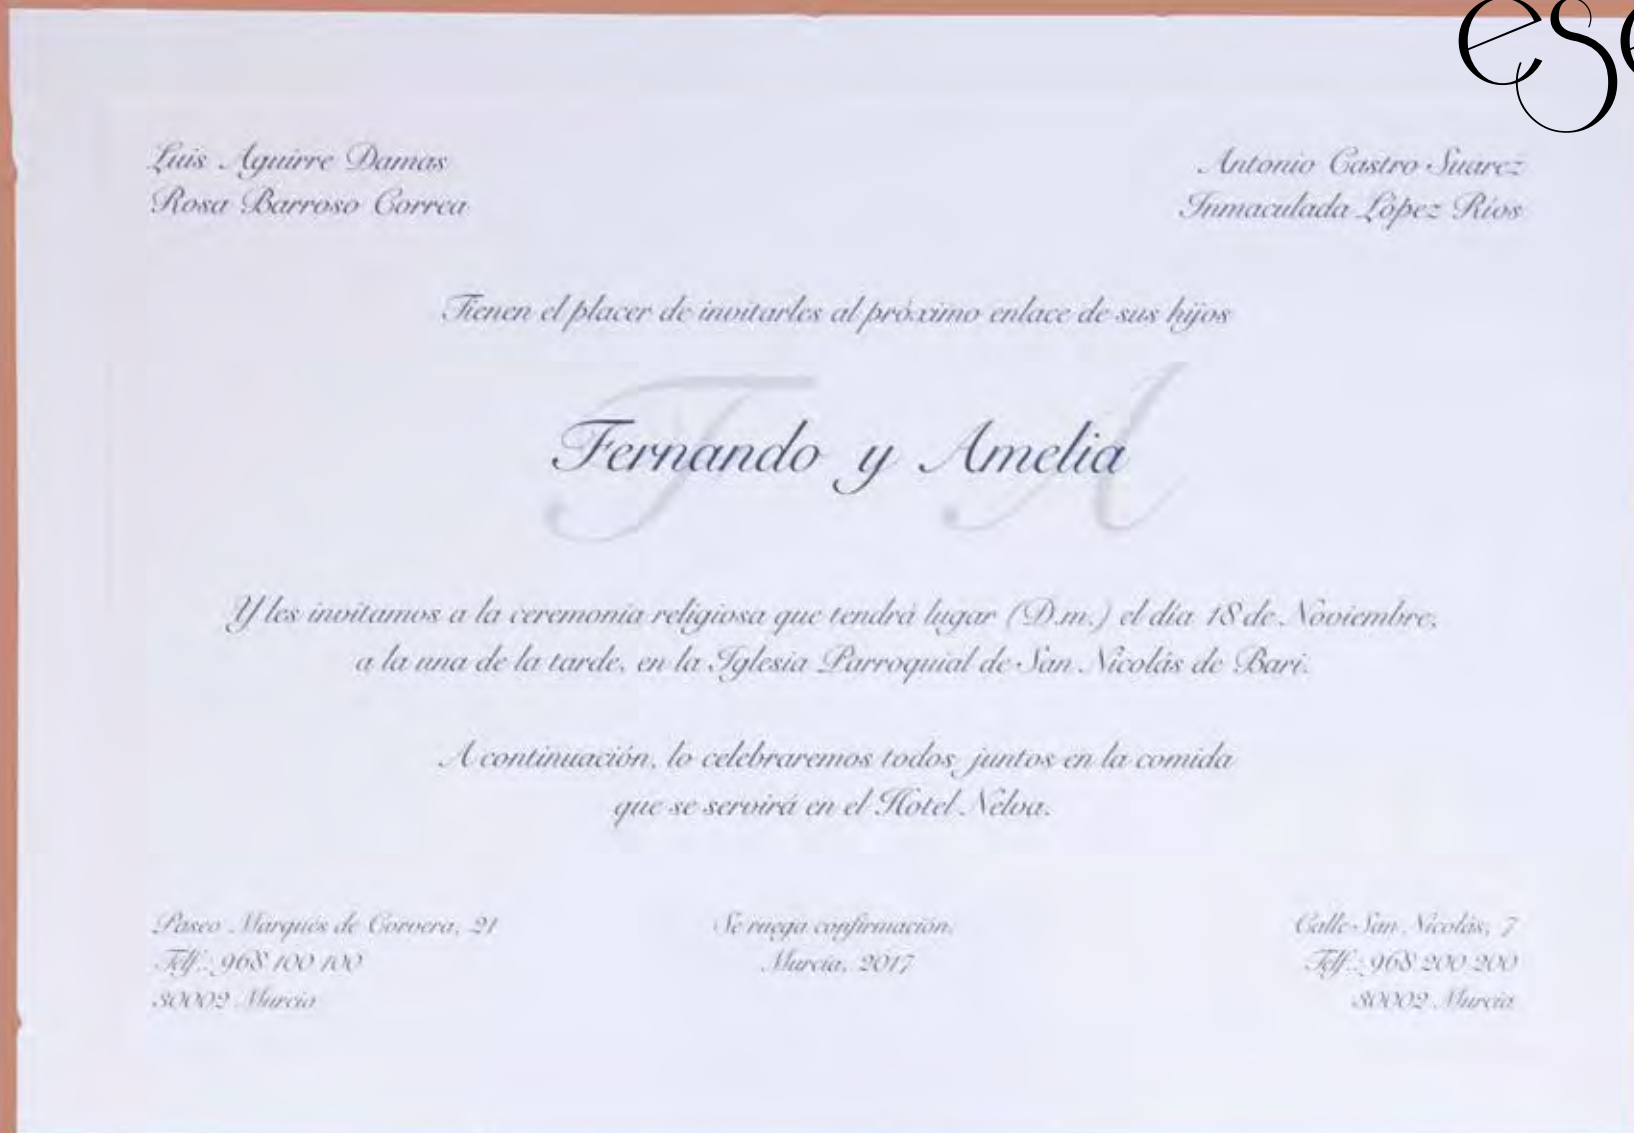 ese
Luis Aguirre Damas
Rosa Barroso Correa
Antonio Castro Suarez
Inmaculada López Ríos
Tienen el placer de invitarles al próximo enlace de sus hijos
F A
Fernando y Amelia
Y les invitamos a la ceremonia religiosa que tendrá lugar (D.m.) el día 18 de Noviembre,
a la una de la tarde, en la Iglesia Parroquial de San Nicolás de Bari.
A continuación, lo celebraremos todos juntos en la comida
que se servirá en el Hotel Nelva.
Paseo Marqués de Corvera, 21
Telf.: 968 100 100
30002 Murcia
Se ruega confirmación.
Murcia, 2017
Calle San Nicolás, 7
Telf.: 968 200 200
30002 Murcia